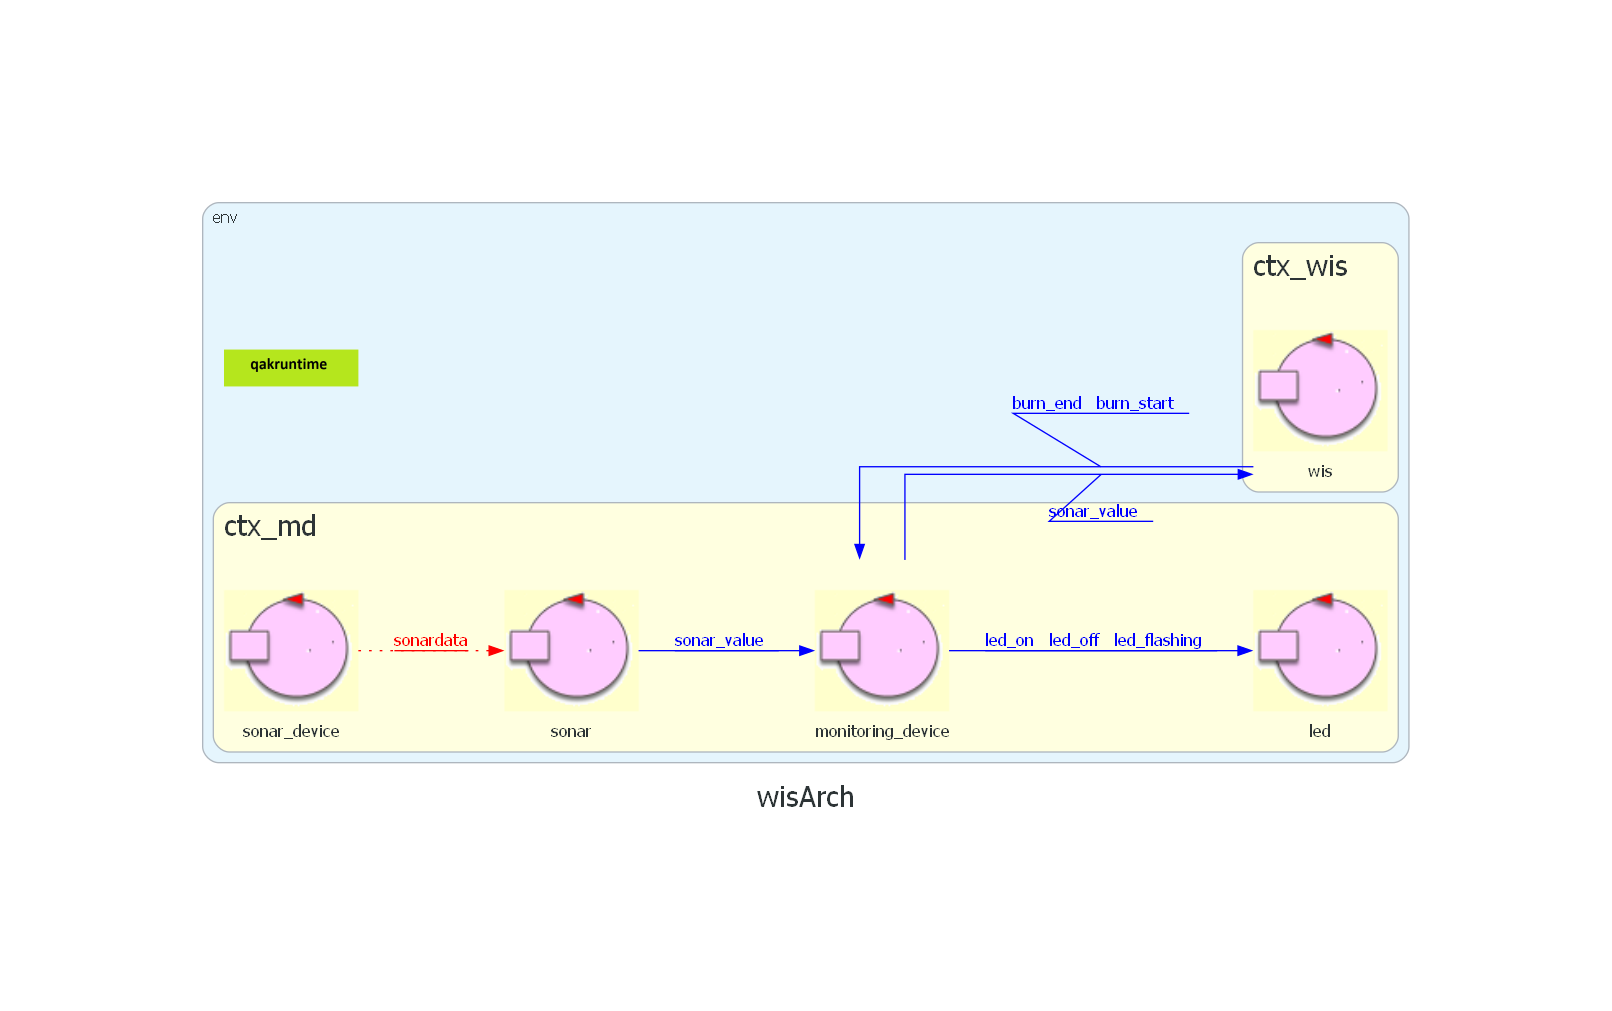 env
ctx_wis
qakruntime
burn_end burn_start
wis
sonar_value
ctx_md
sonardata
sonar_value
led_on led_off led_flashing
sonar_device
sonar
monitoring_device
led
wisArch